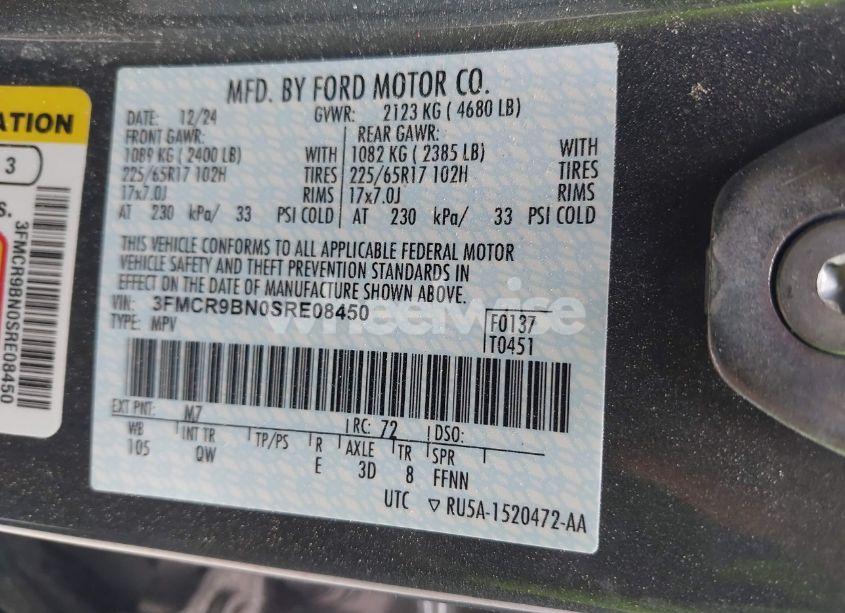 MFD. BY FORD MOTOR CO.
DATE: 12/24 GVWR: 2123 KG ( 4680 LB)
FRONT GAWR: REAR GAWR:
1089 KG ( 2400 LB) WITH 1082 KG ( 2385 LB) WITH
225/65R17 102H TIRES 225/65R17 102H TIRES
17x7.0J RIMS 17x7.0J RIMS
AT 230 kPa/ 33 PSI COLD AT 230 kPa/ 33 PSI COLD
THIS VEHICLE CONFORMS TO ALL APPLICABLE FEDERAL MOTOR
VEHICLE SAFETY AND THEFT PREVENTION STANDARDS IN
EFFECT ON THE DATE OF MANUFACTURE SHOWN ABOVE.
VIN: 3FMCR9BN0SRE08450
TYPE: MPV
F0137
T0451
EXT PNT: M7 RC: 72 DSO:
WB INT TR TP/PS R AXLE TR SPR
105 QW E 3D 8 FFNN
UTC ▽ RU5A-1520472-AA
ATION
3
S.
3FMCR9BN0SRE08450
wheelwise